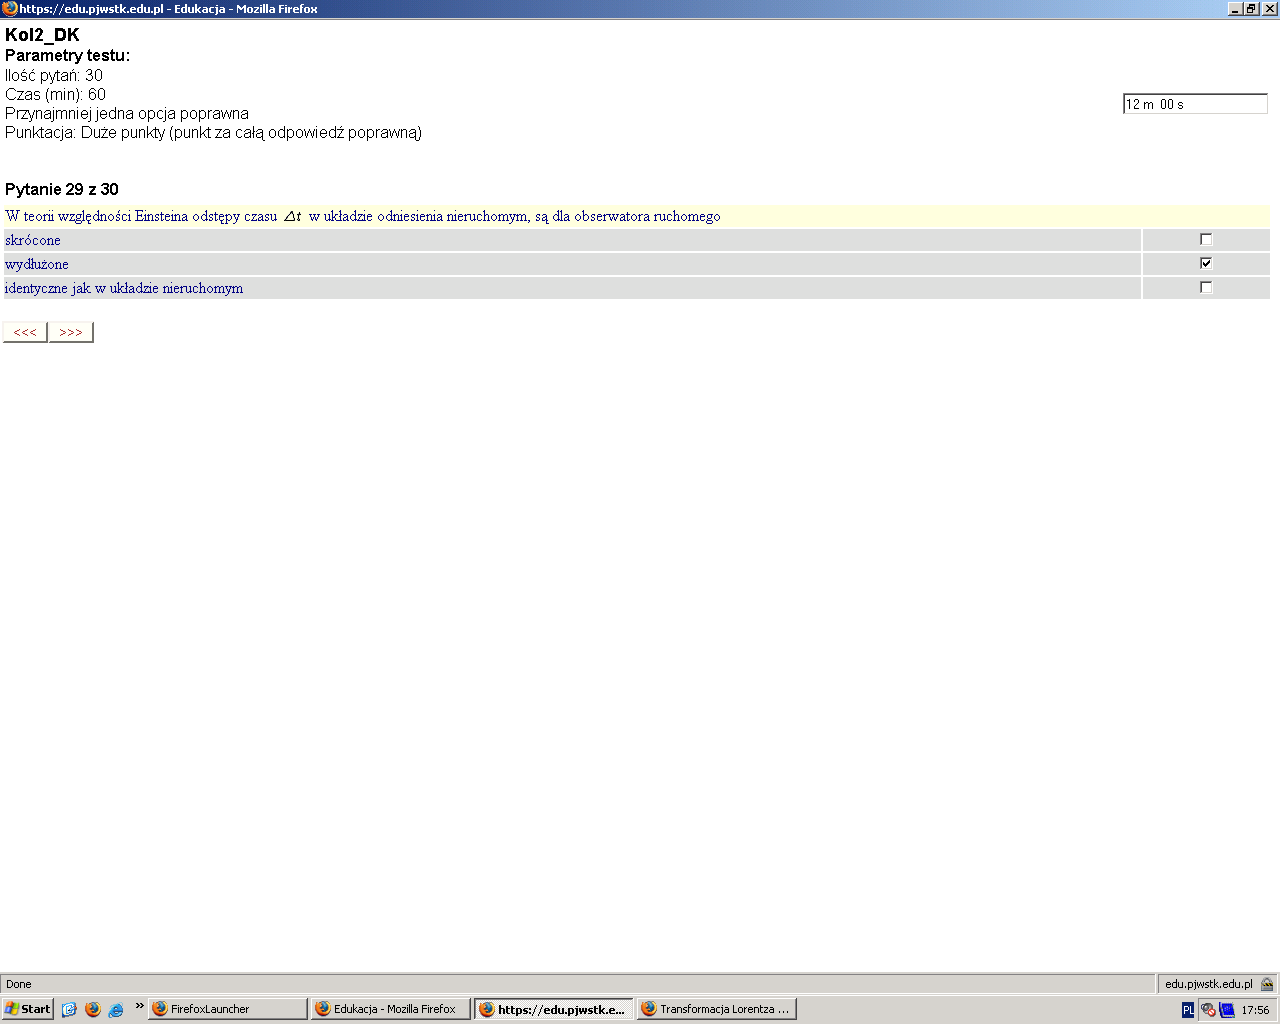 https://edu.pjwstk.edu.pl - Edukacja - Mozilla Firefox
Kol2_DK
Parametry testu:
Ilość pytań: 30
Czas (min): 60
12 m 00 s
Przynajmniej jedna opcja poprawna
Punktacja: Duże punkty (punkt za całą odpowiedź poprawną)
Pytanie 29 z 30
W teorii względności Einsteina odstępy czasu Δt w układzie odniesienia nieruchomym, są dla obserwatora ruchomego
skrócone
wydłużone
identyczne jak w układzie nieruchomym
<<< >>>
Done
edu.pjwstk.edu.pl
Start » FirefoxLauncher Edukacja - Mozilla Firefox https://edu.pjwstk.e... Transformacja Lorentza ... PL 17:56